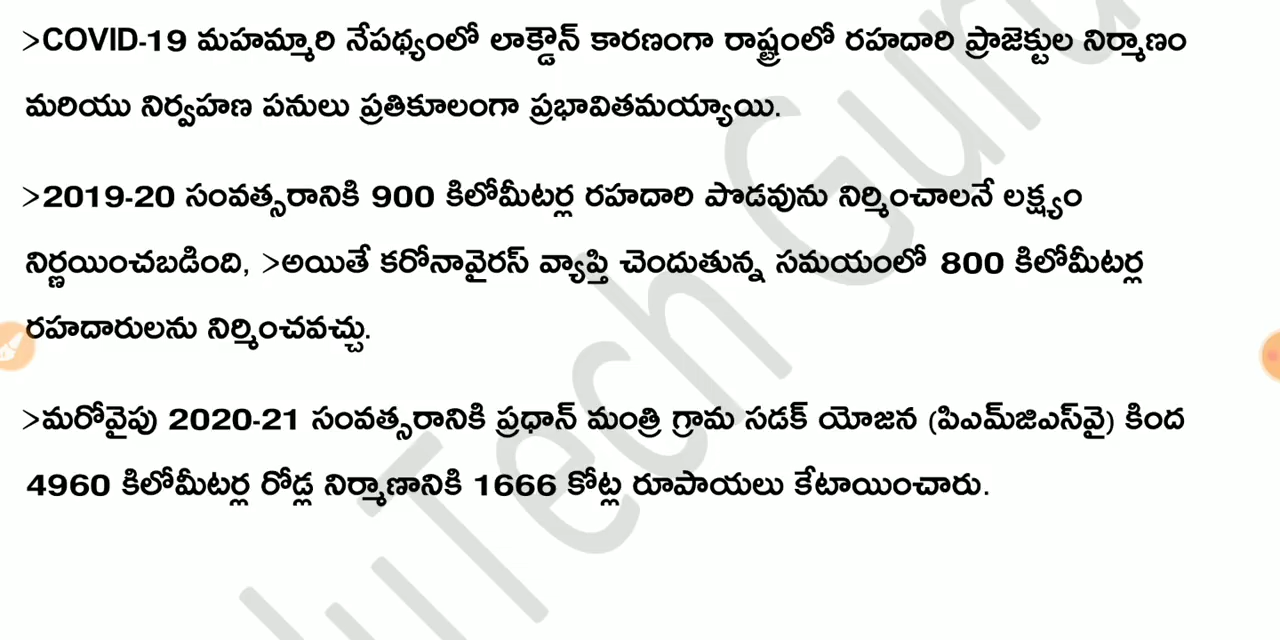 >COVID-19 మహమ్మారి నేపథ్యంలో లాక్డౌన్ కారణంగా రాష్ట్రంలో రహదారి ప్రాజెక్టుల నిర్మాణం
మరియు నిర్వహణ పనులు ప్రతికూలంగా ప్రభావితమయ్యాయి.
>2019-20 సంవత్సరానికి 900 కిలోమీటర్ల రహదారి పొడవును నిర్మించాలనే లక్ష్యం
నిర్ణయించబడింది, >అయితే కరోనావైరస్ వ్యాప్తి చెందుతున్న సమయంలో 800 కిలోమీటర్ల
రహదారులను నిర్మించవచ్చు.
>మరోవైపు 2020-21 సంవత్సరానికి ప్రధాన్ మంత్రి గ్రామ సడక్ యోజన (పిఎమ్‌జిఎస్‌వై) కింద
4960 కిలోమీటర్ల రోడ్ల నిర్మాణానికి 1666 కోట్ల రూపాయలు కేటాయించారు.